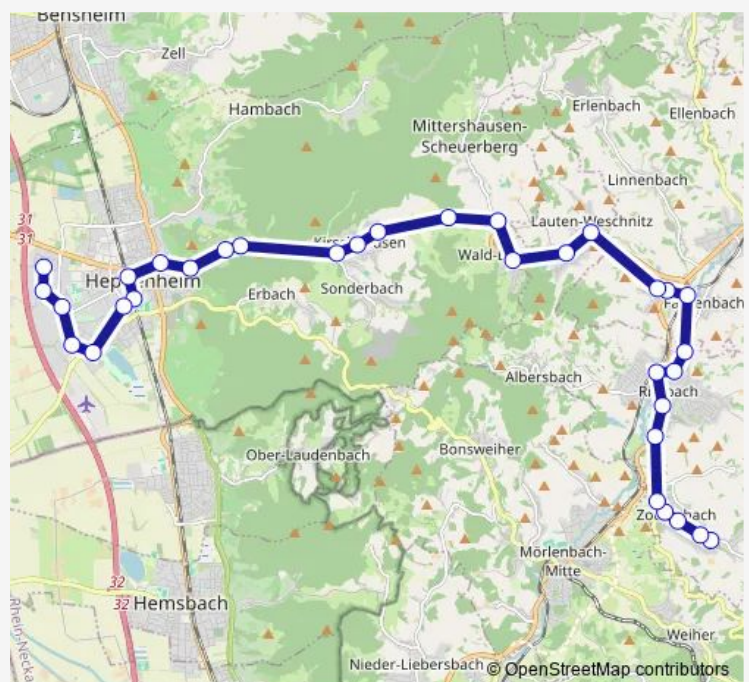 Bensheim
Zell
Hambach
Erlenbach
Ellenbach
Mittershausen-
Scheuerberg
Linnenbach
31
31
Lauten-Weschnitz
Erbach
Sonderbach
Albersbach
Ober-Laudenbach
Bonsweiher
Mörlenbach-
Mitte
32
32
Hemsbach
Weiher
Nieder-Liebersbach
© OpenStreetMap contributors